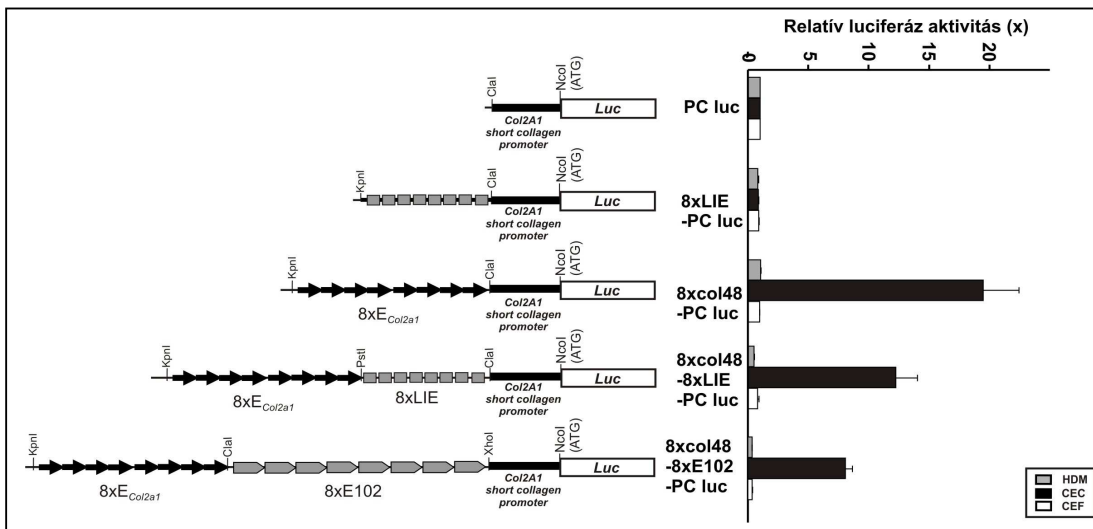 Relatív luciferáz aktivitás (x)
0 5 10 15 20
ClaI
NcoI
(ATG)
Luc
Col2A1
short collagen
promoter
PC luc
KpnI
ClaI
NcoI
(ATG)
Luc
Col2A1
short collagen
promoter
8xLIE
-PC luc
KpnI
ClaI
NcoI
(ATG)
Luc
8xE Col2a1
Col2A1
short collagen
promoter
8xcol48
-PC luc
KpnI
PstI
ClaI
NcoI
(ATG)
Luc
8xE Col2a1
8xLIE
Col2A1
short collagen
promoter
8xcol48
-8xLIE
-PC luc
KpnI
ClaI
XhoI
NcoI
(ATG)
Luc
8xE Col2a1
8xE102
Col2A1
short collagen
promoter
8xcol48
-8xE102
-PC luc
HDM
CEC
CEF